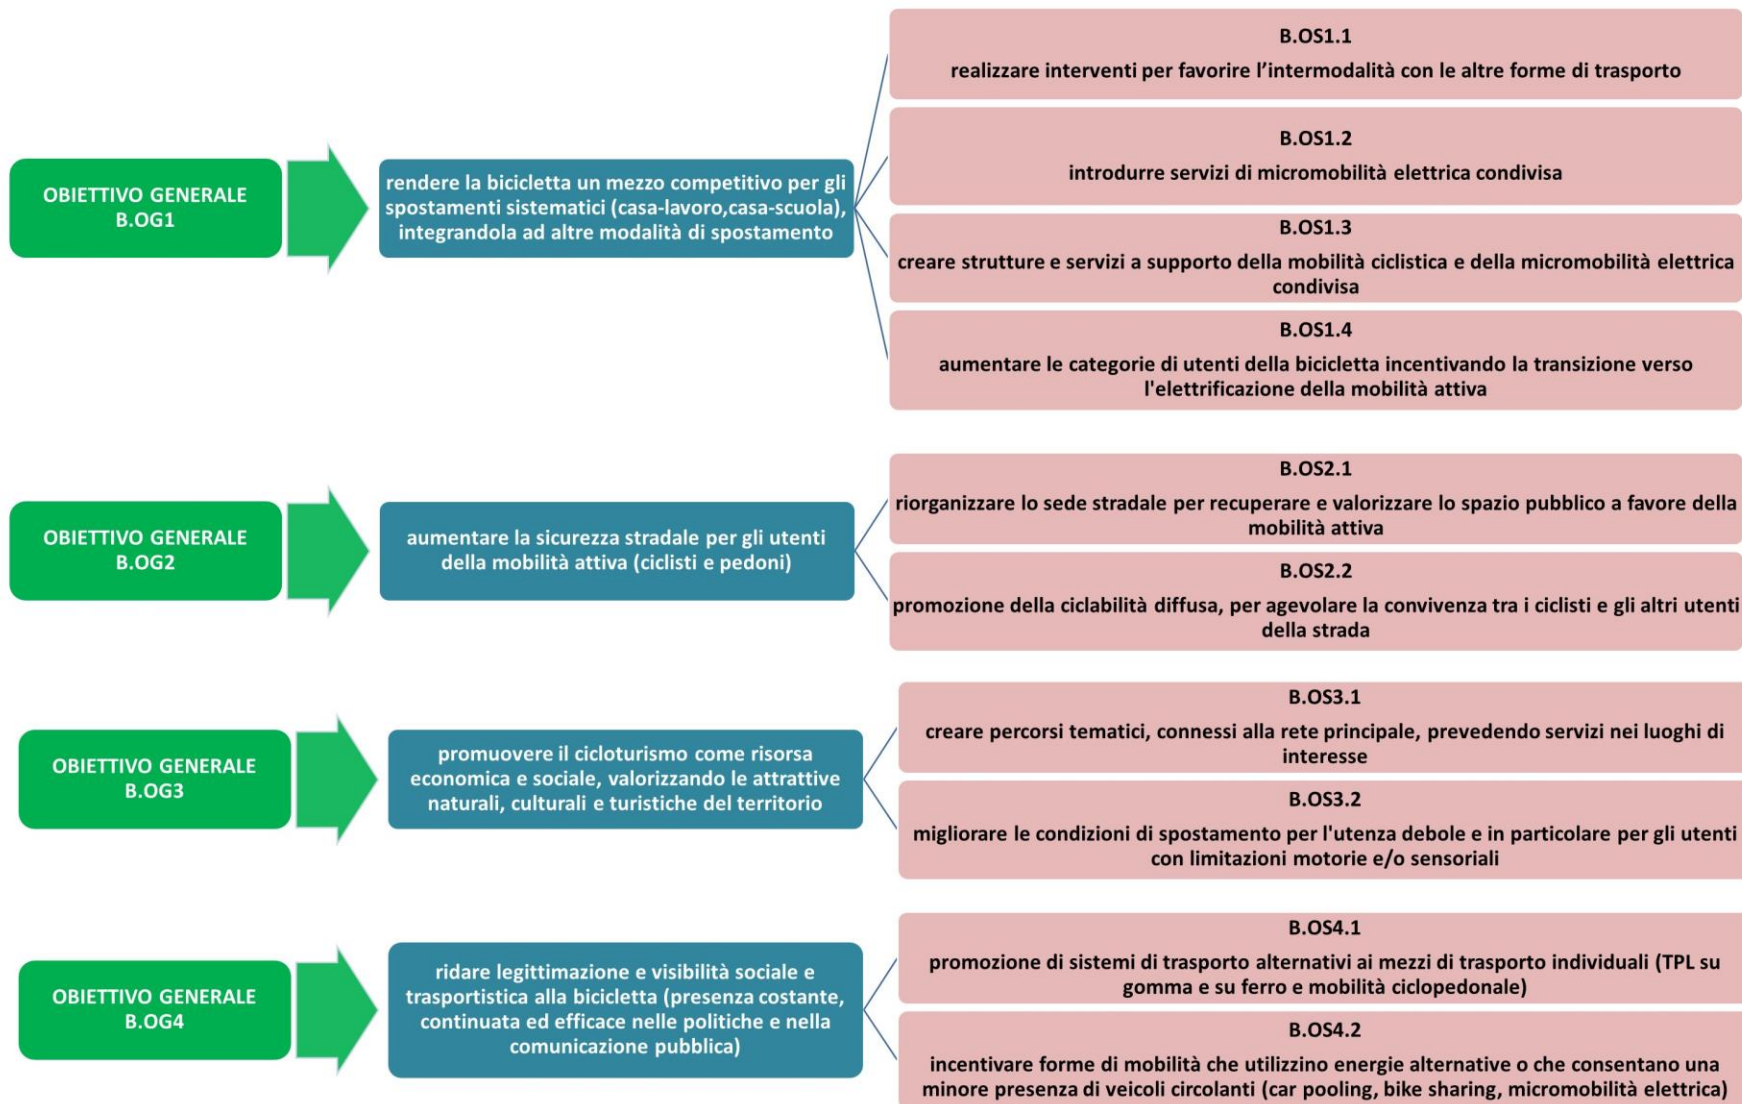 OBIETTIVO GENERALE
B.OG1
rendere la bicicletta un mezzo competitivo per gli
spostamenti sistematici (casa-lavoro,casa-scuola),
integrandola ad altre modalità di spostamento
B.OS1.1
realizzare interventi per favorire l’intermodalità con le altre forme di trasporto
B.OS1.2
introdurre servizi di micromobilità elettrica condivisa
B.OS1.3
creare strutture e servizi a supporto della mobilità ciclistica e della micromobilità elettrica
condivisa
B.OS1.4
aumentare le categorie di utenti della bicicletta incentivando la transizione verso
l'elettrificazione della mobilità attiva
OBIETTIVO GENERALE
B.OG2
aumentare la sicurezza stradale per gli utenti
della mobilità attiva (ciclisti e pedoni)
B.OS2.1
riorganizzare lo sede stradale per recuperare e valorizzare lo spazio pubblico a favore della
mobilità attiva
B.OS2.2
promozione della ciclabilità diffusa, per agevolare la convivenza tra i ciclisti e gli altri utenti
della strada
OBIETTIVO GENERALE
B.OG3
promuovere il cicloturismo come risorsa
economica e sociale, valorizzando le attrattive
naturali, culturali e turistiche del territorio
B.OS3.1
creare percorsi tematici, connessi alla rete principale, prevedendo servizi nei luoghi di
interesse
B.OS3.2
migliorare le condizioni di spostamento per l'utenza debole e in particolare per gli utenti
con limitazioni motorie e/o sensoriali
OBIETTIVO GENERALE
B.OG4
ridare legittimazione e visibilità sociale e
trasportistica alla bicicletta (presenza costante,
continuata ed efficace nelle politiche e nella
comunicazione pubblica)
B.OS4.1
promozione di sistemi di trasporto alternativi ai mezzi di trasporto individuali (TPL su
gomma e su ferro e mobilità ciclopedonale)
B.OS4.2
incentivare forme di mobilità che utilizzino energie alternative o che consentano una
minore presenza di veicoli circolanti (car pooling, bike sharing, micromobilità elettrica)